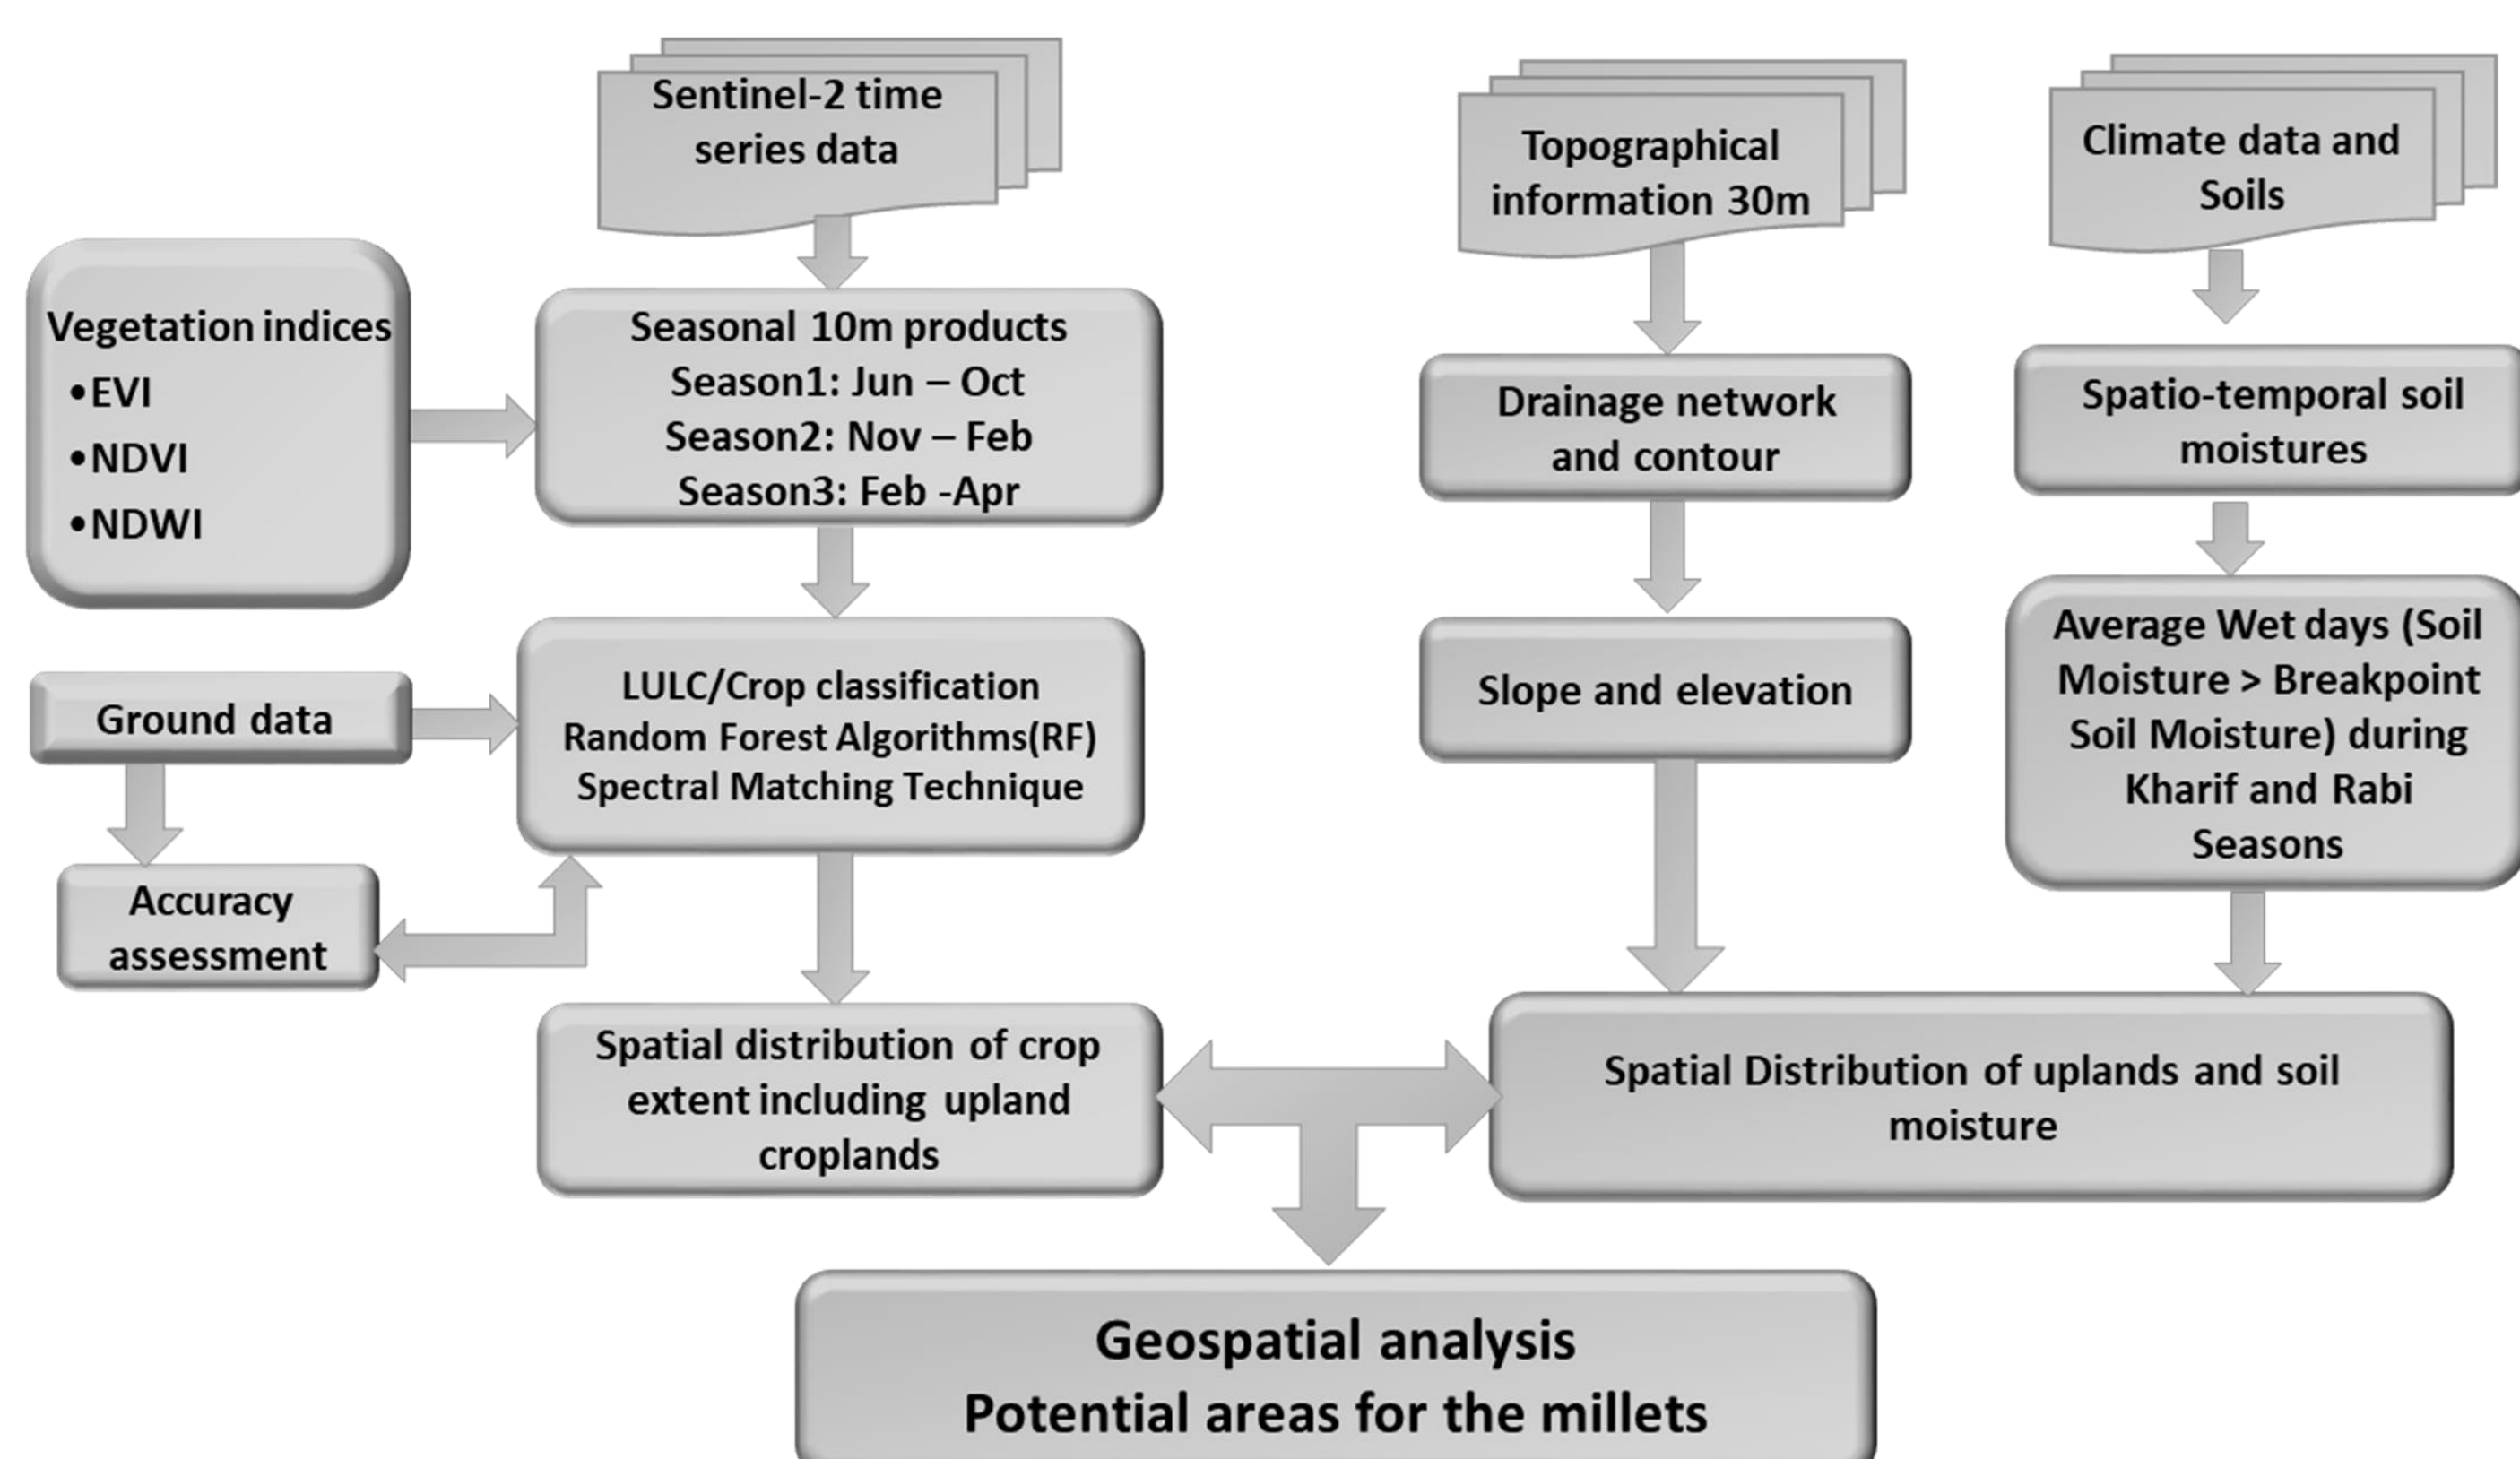 Sentinel-2 time
series data
Topographical
information 30m
Climate data and
Soils
Vegetation indices
•EVI
•NDVI
•NDWI
Seasonal 10m products
Season1: Jun – Oct
Season2: Nov – Feb
Season3: Feb -Apr
Drainage network
and contour
Spatio-temporal soil
moistures
Ground data
LULC/Crop classification
Random Forest Algorithms(RF)
Spectral Matching Technique
Slope and elevation
Average Wet days (Soil
Moisture > Breakpoint
Soil Moisture) during
Kharif and Rabi
Seasons
Accuracy
assessment
Spatial distribution of crop
extent including upland
croplands
Spatial Distribution of uplands and soil
moisture
Geospatial analysis
Potential areas for the millets